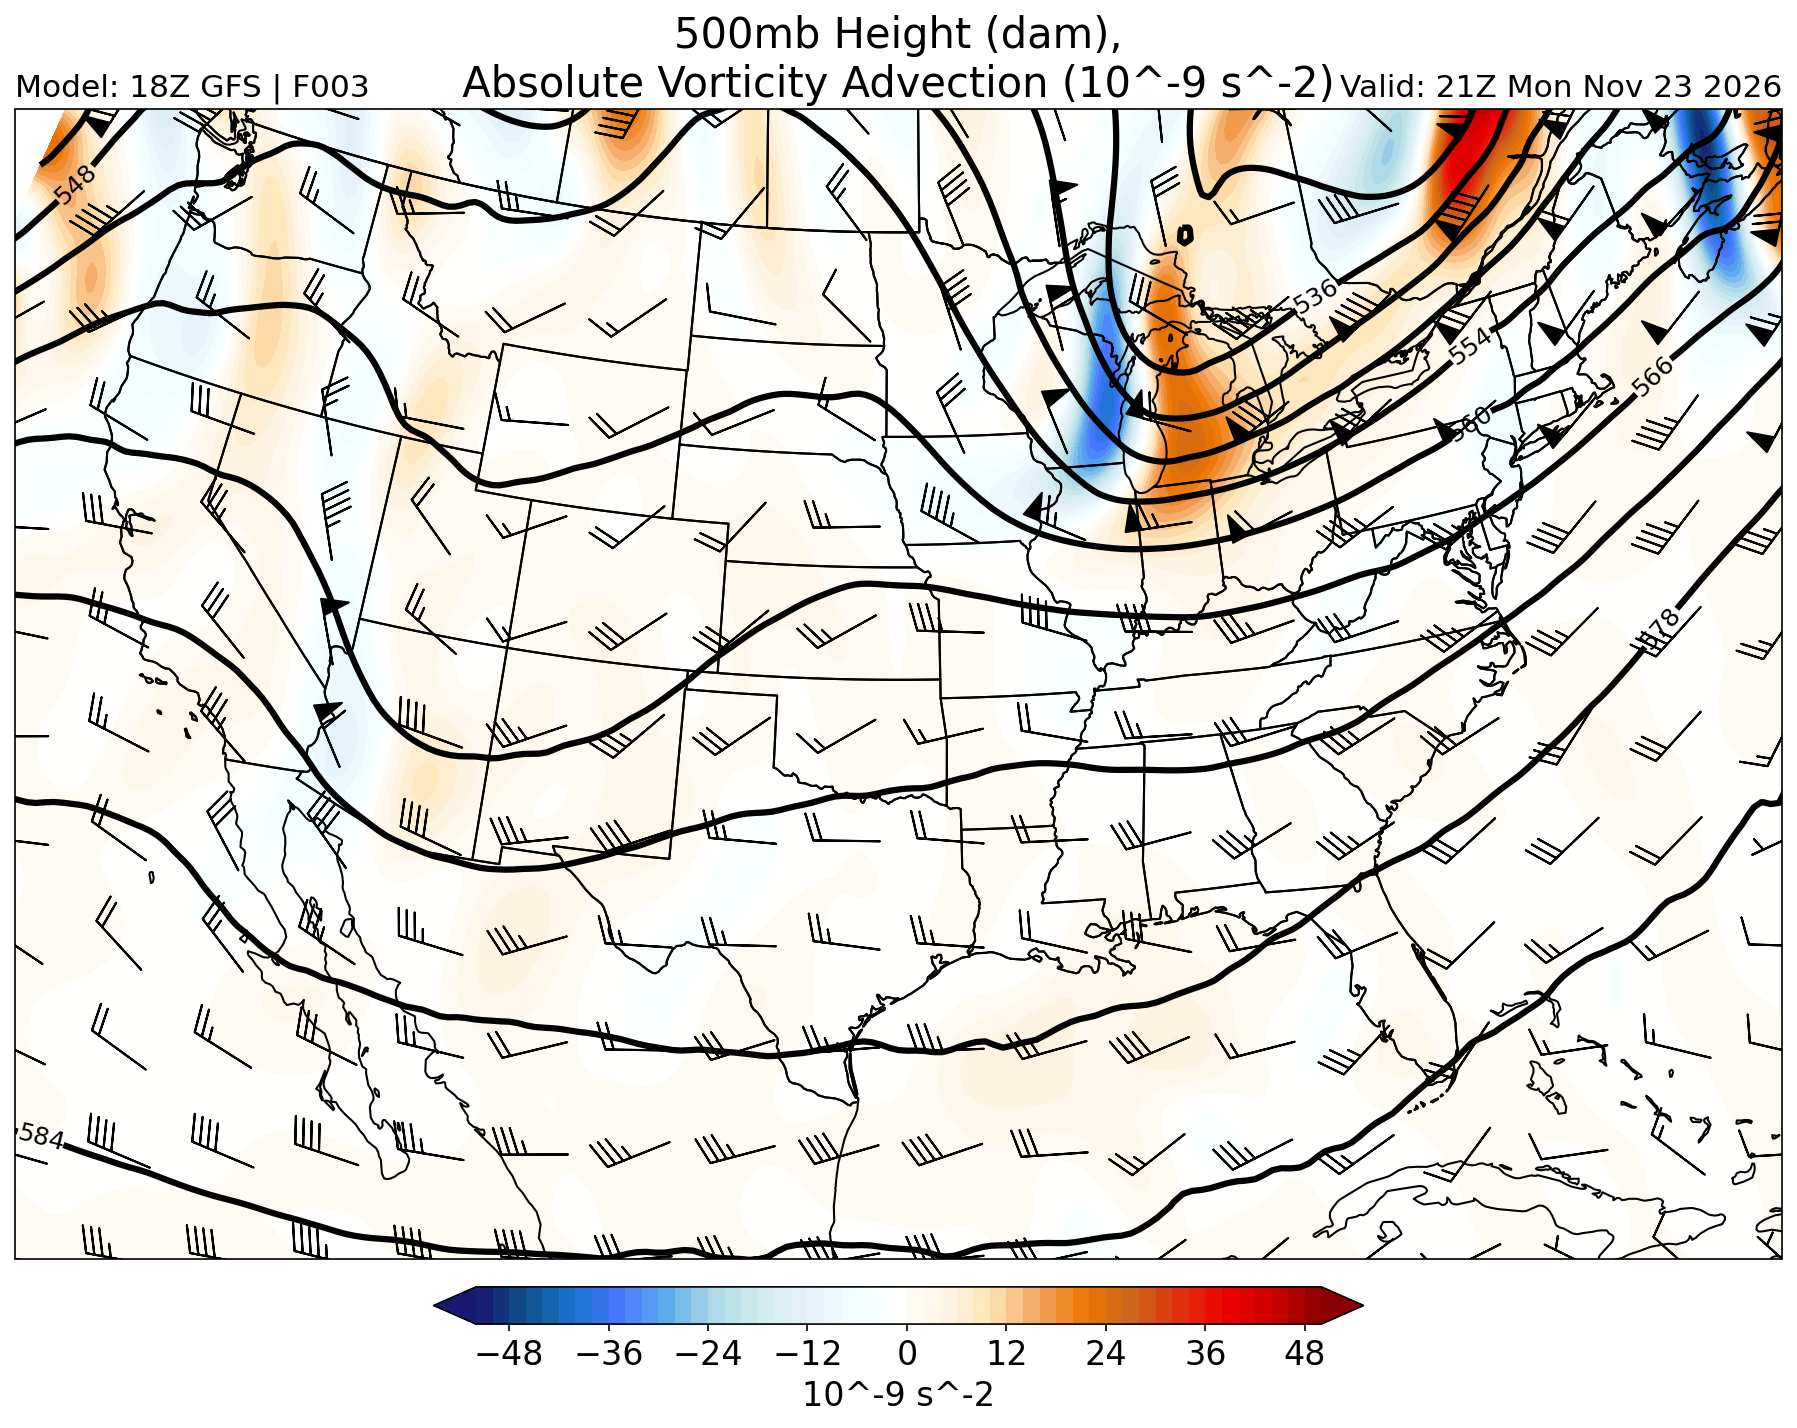 500mb Height (dam),
Model: 18Z GFS | F003
Absolute Vorticity Advection (10^-9 s^-2)
Valid: 21Z Mon Nov 23 2026
548
536
554
566
560
578
584
−48 −36 −24 −12 0 12 24 36 48
10^-9 s^-2